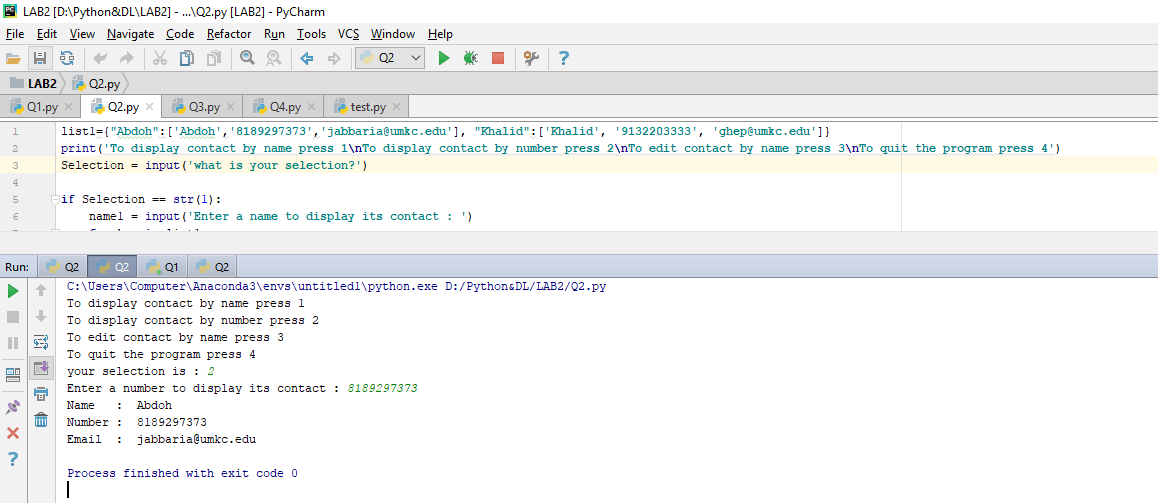 LAB2 [D:\Python&DL\LAB2] - ...\Q2.py [LAB2] - PyCharm
File Edit View Navigate Code Refactor Run Tools VCS Window Help
Q2
LAB2 Q2.py
Q1.py Q2.py Q3.py Q4.py test.py
1 list1={"Abdoh":['Abdoh','8189297373','jabbaria@umkc.edu'], "Khalid":['Khalid', '9132203333', 'ghep@umkc.edu']}
2 print('To display contact by name press 1\nTo display contact by number press 2\nTo edit contact by name press 3\nTo quit the program press 4')
3 Selection = input('what is your selection?')
4
5 if Selection == str(1):
6 name1 = input('Enter a name to display its contact : ')
Run: Q2 Q2 Q1 Q2
C:\Users\Computer\Anaconda3\envs\untitled1\python.exe D:/Python&DL/LAB2/Q2.py
To display contact by name press 1
To display contact by number press 2
To edit contact by name press 3
To quit the program press 4
your selection is : 2
Enter a number to display its contact : 8189297373
Name : Abdoh
Number : 8189297373
Email : jabbaria@umkc.edu
Process finished with exit code 0